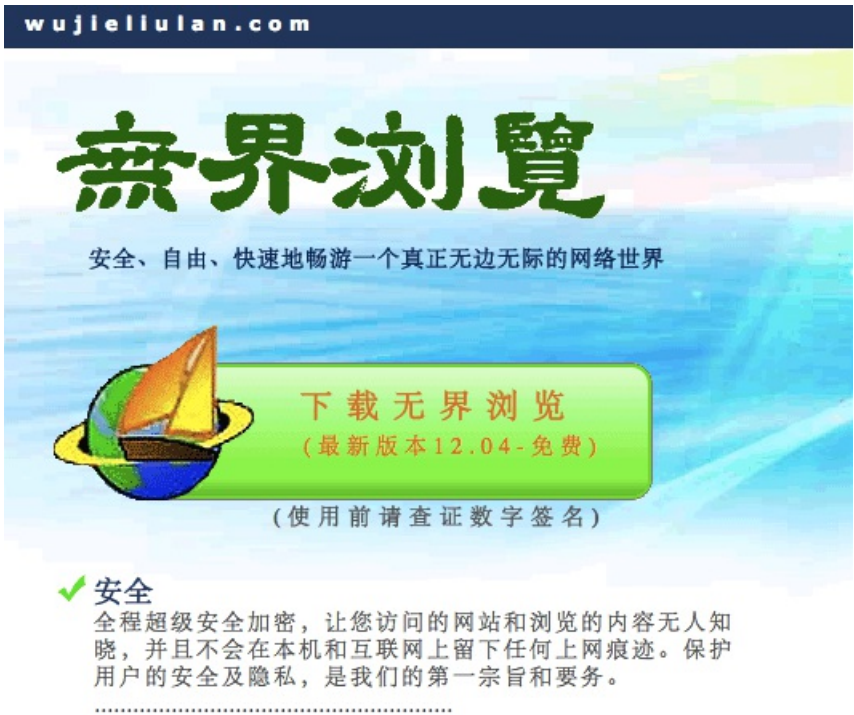 wujieliulan.com
無界浏覽
安全、自由、快速地畅游一个真正无边无际的网络世界
下载无界浏览
(最新版本12.04-免费)
(使用前请查证数字签名)
安全
全程超级安全加密，让您访问的网站和浏览的内容无人知
晓，并且不会在本机和互联网上留下任何上网痕迹。保护
用户的安全及隐私，是我们的第一宗旨和要务。